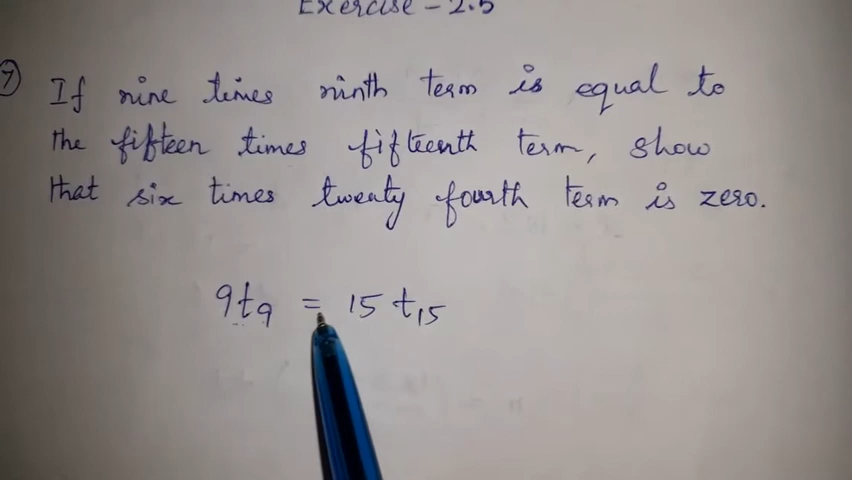 Exercise - 2.5
7) If nine times ninth term is equal to
the fifteen times fifteenth term, show
that six times twenty fourth term is zero.
9t₉ = 15 t₁₅